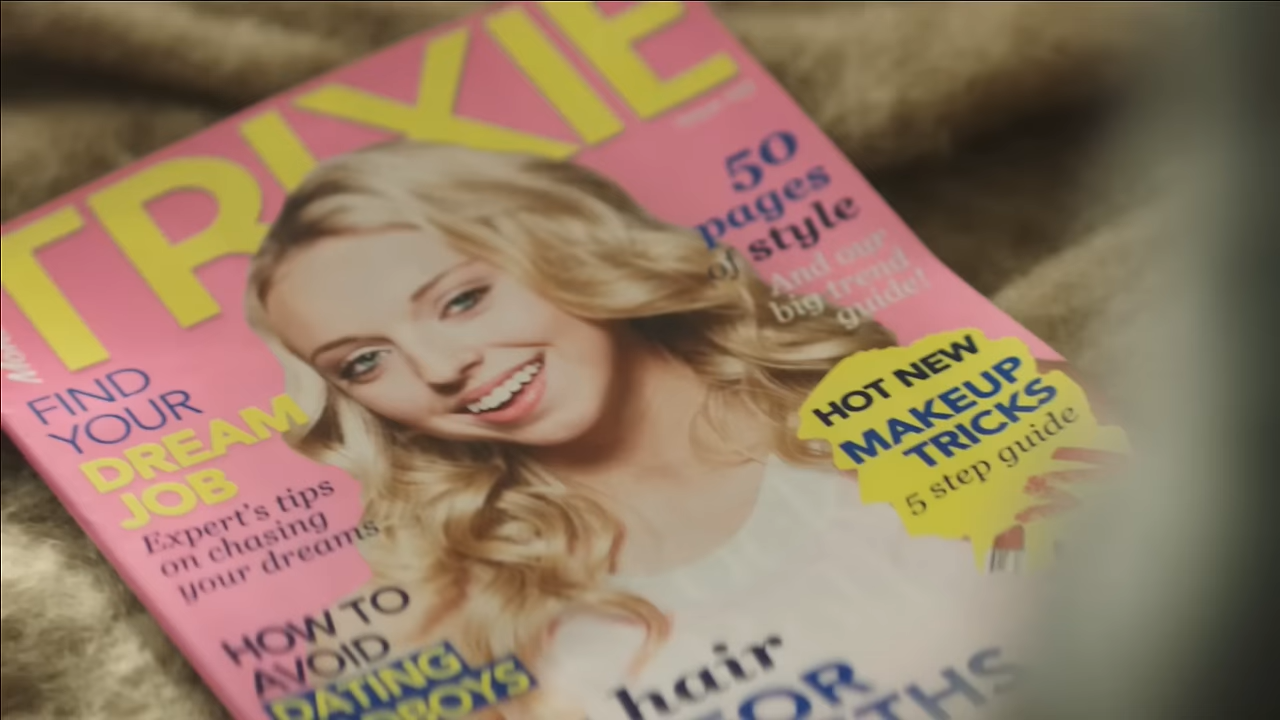 TRIXIE
50
pages
of style
And our
big trend
guide!
FIND
YOUR
DREAM
JOB
Expert's tips
on chasing
your dreams
HOT NEW
MAKEUP
TRICKS
5 step guide
HOW TO
AVOID
DATING
hair